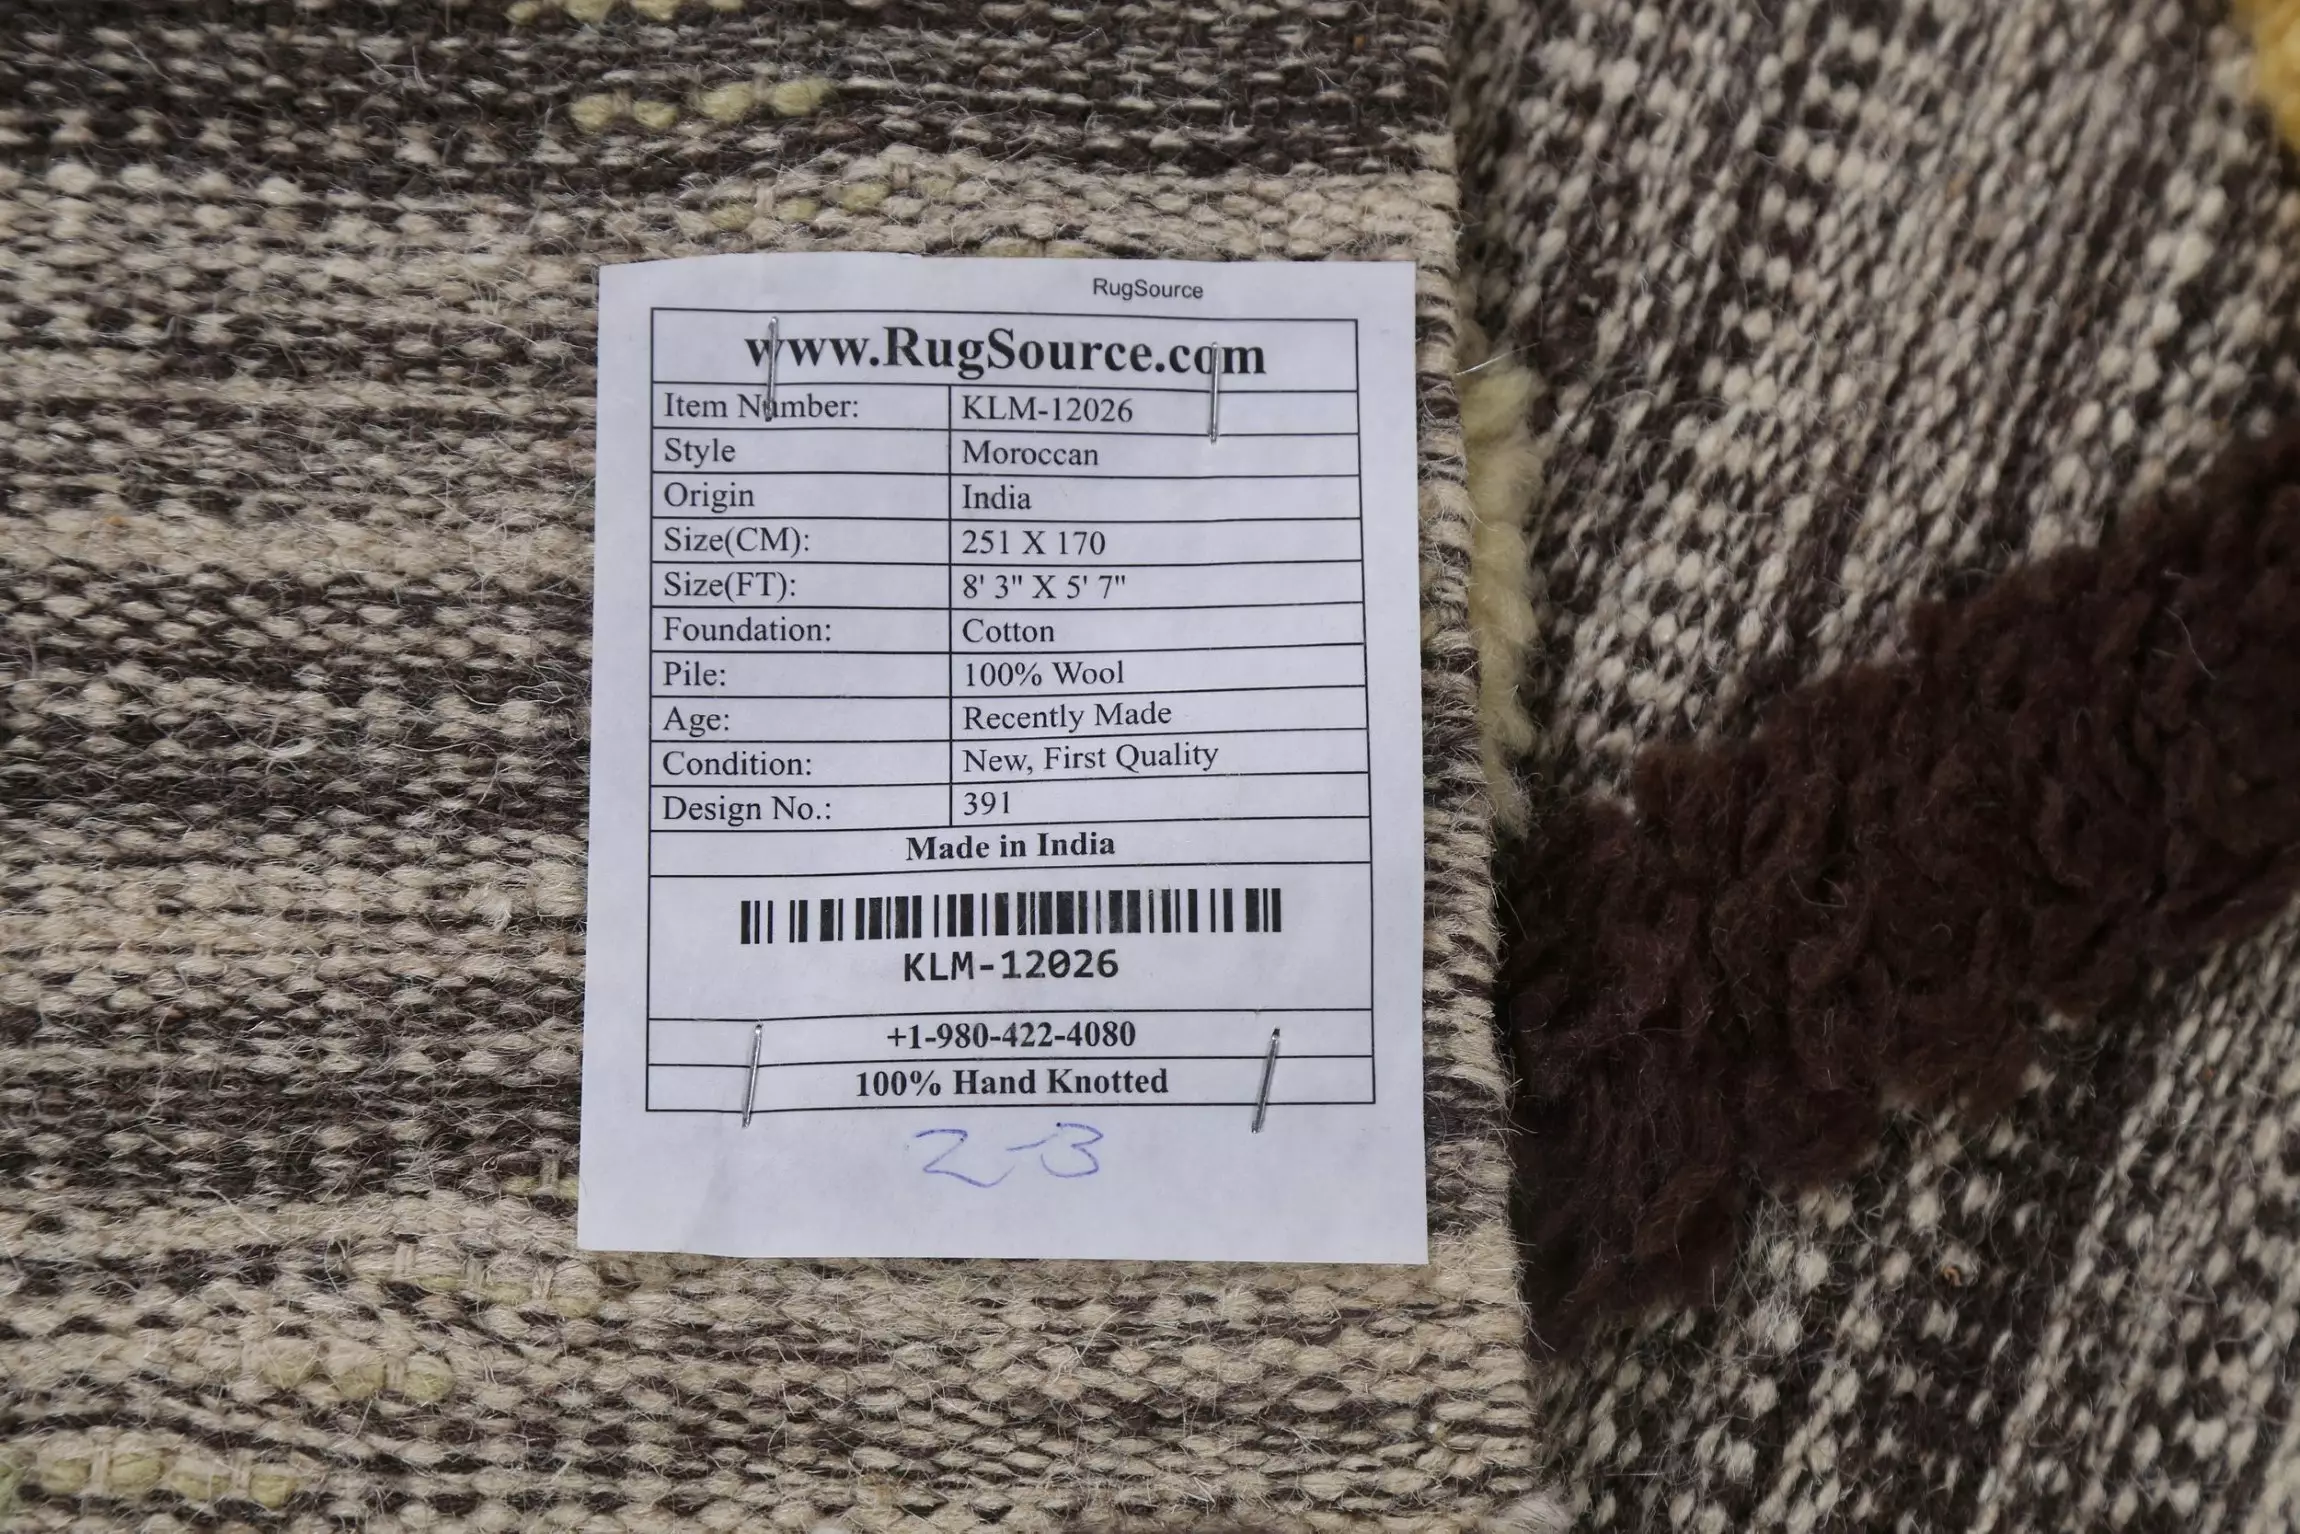 RugSource
www.RugSource.com
Item Number: KLM-12026
Style Moroccan
Origin India
Size(CM): 251 X 170
Size(FT): 8' 3" X 5' 7"
Foundation: Cotton
Pile: 100% Wool
Age: Recently Made
Condition: New, First Quality
Design No.: 391
Made in India
KLM-12026
+1-980-422-4080
100% Hand Knotted
2-3